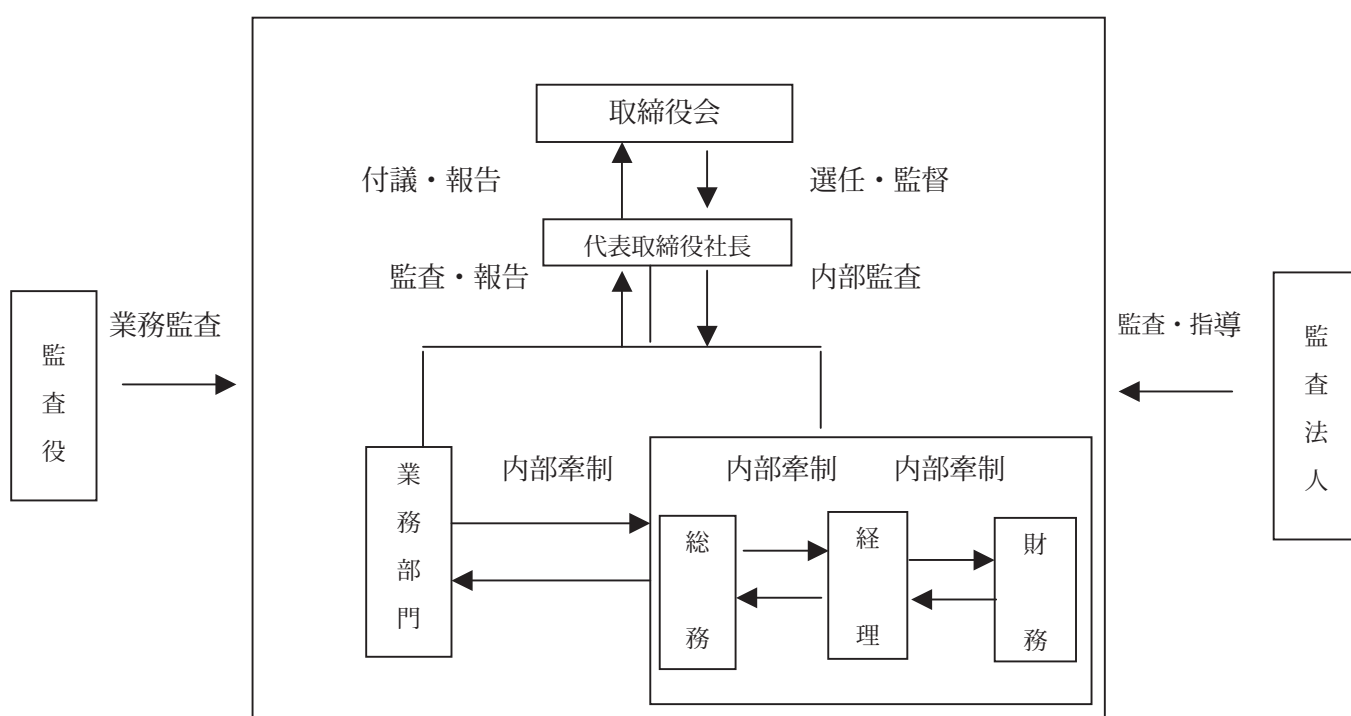 取締役会
付議・報告
選任・監督
代表取締役社長
監査・報告
内部監査
監査役
業務監査
監査・指導
監査法人
業務部門
内部牽制
内部牽制
内部牽制
総務
経理
財務